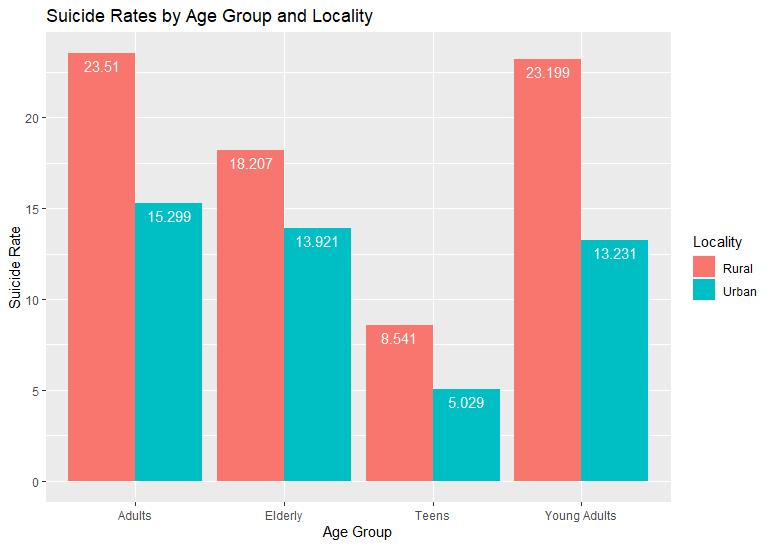 Suicide Rates by Age Group and Locality
23.51
23.199
20
18.207
15.299
15
13.921
13.231
Suicide Rate
Locality
Rural
Urban
10
8.541
5
5.029
0
Adults Elderly Teens Young Adults
Age Group